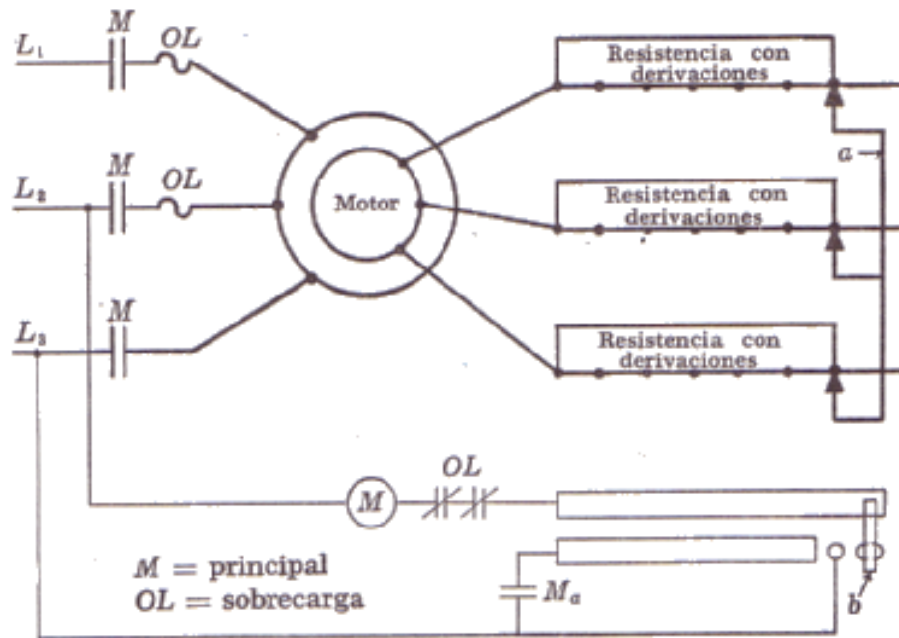 M
OL
L₁
Resistencia con
derivaciones
a
M
OL
L₂
Motor
Resistencia con
derivaciones
M
L₃
Resistencia con
derivaciones
OL
M
M = principal
OL = sobrecarga
Mₐ
b